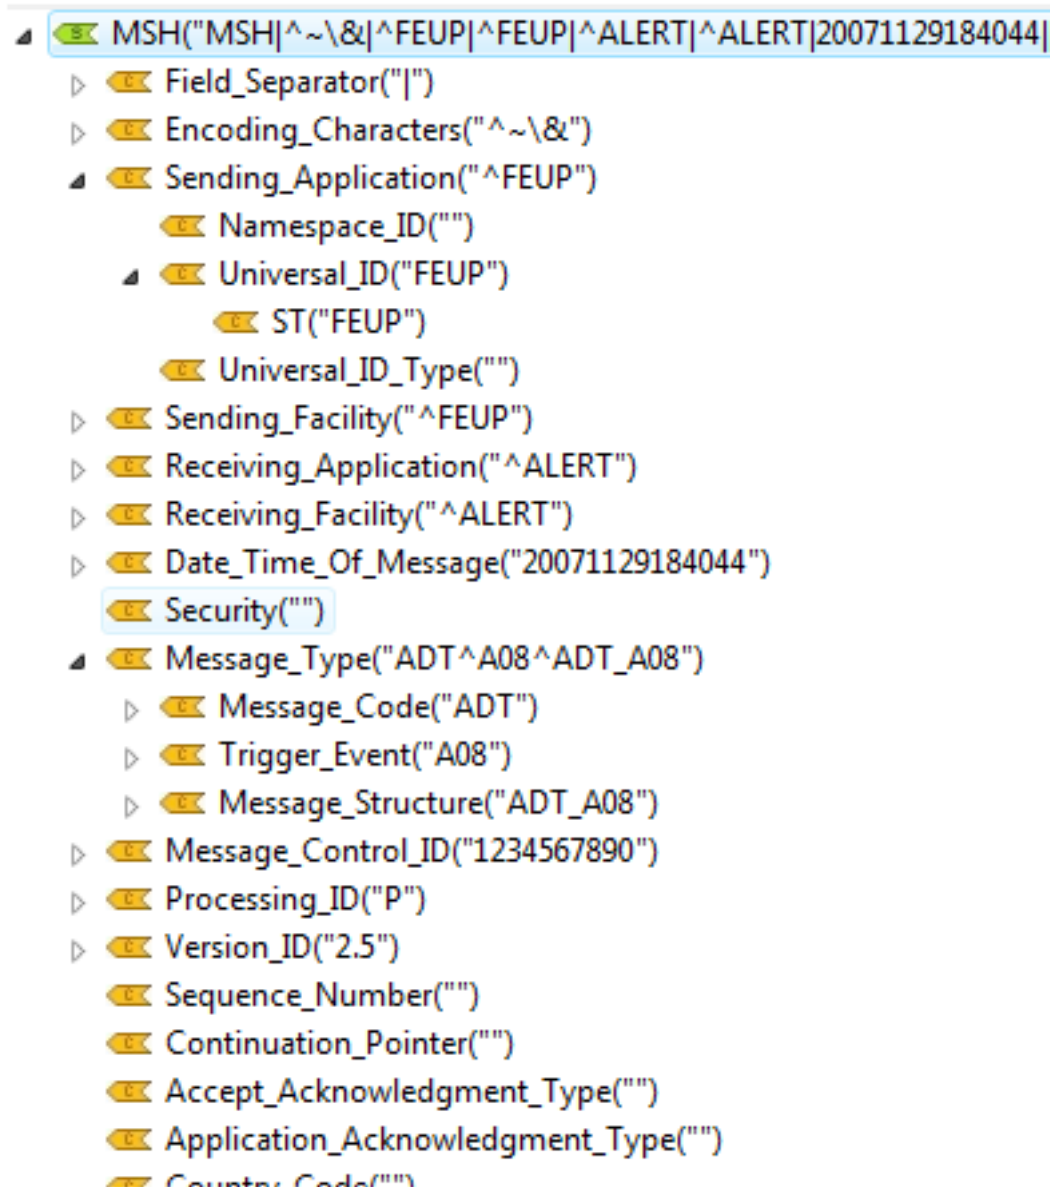 MSH("MSH|^~\&|^FEUP|^FEUP|^ALERT|^ALERT|20071129184044|
Field_Separator("|")
Encoding_Characters("^~\&")
Sending_Application("^FEUP")
Namespace_ID("")
Universal_ID("FEUP")
ST("FEUP")
Universal_ID_Type("")
Sending_Facility("^FEUP")
Receiving_Application("^ALERT")
Receiving_Facility("^ALERT")
Date_Time_Of_Message("20071129184044")
Security("")
Message_Type("ADT^A08^ADT_A08")
Message_Code("ADT")
Trigger_Event("A08")
Message_Structure("ADT_A08")
Message_Control_ID("1234567890")
Processing_ID("P")
Version_ID("2.5")
Sequence_Number("")
Continuation_Pointer("")
Accept_Acknowledgment_Type("")
Application_Acknowledgment_Type("")
Country_Code("")